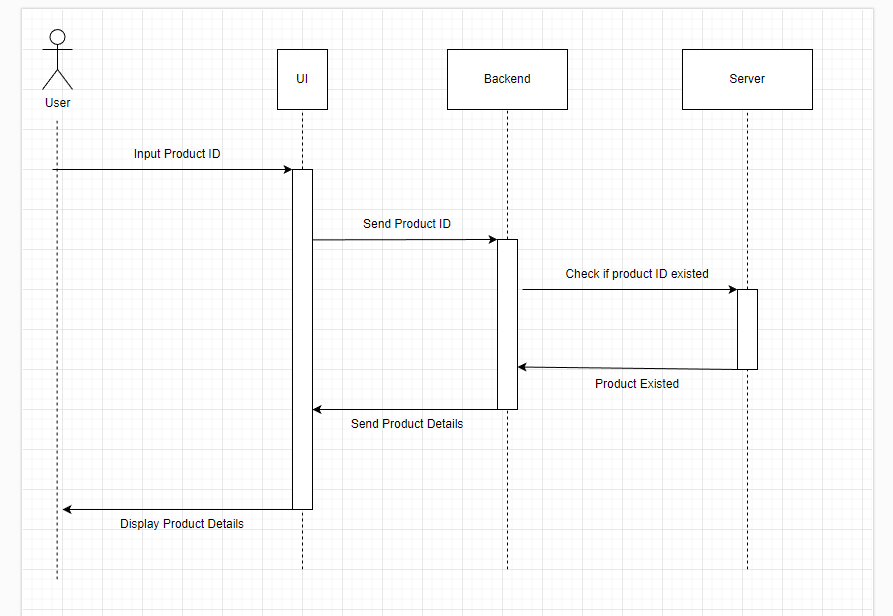 User
UI
Backend
Server
Input Product ID
Send Product ID
Check if product ID existed
Product Existed
Send Product Details
Display Product Details